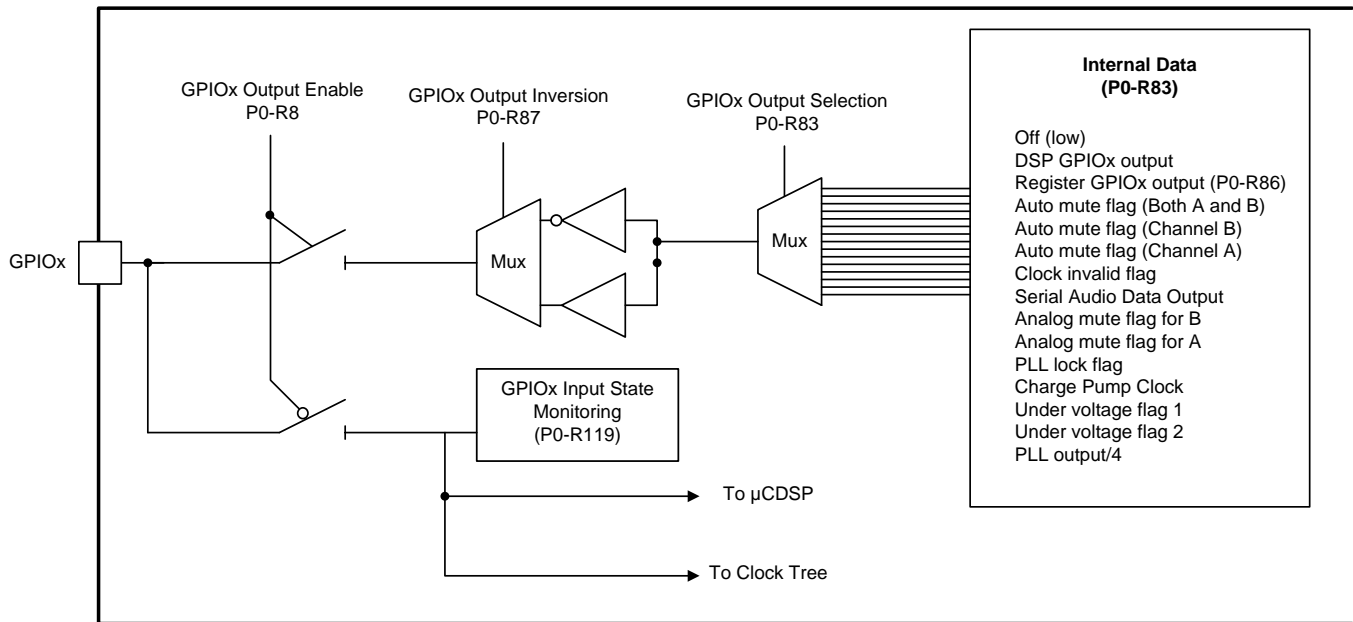 GPIOx Output Enable
P0-R8
GPIOx Output Inversion
P0-R87
GPIOx Output Selection
P0-R83
Internal Data
(P0-R83)
Off (low)
DSP GPIOx output
Register GPIOx output (P0-R86)
Auto mute flag (Both A and B)
Auto mute flag (Channel B)
Auto mute flag (Channel A)
Clock invalid flag
Serial Audio Data Output
Analog mute flag for B
Analog mute flag for A
PLL lock flag
Charge Pump Clock
Under voltage flag 1
Under voltage flag 2
PLL output/4
GPIOx
Mux
Mux
GPIOx Input State
Monitoring
(P0-R119)
To µCDSP
To Clock Tree